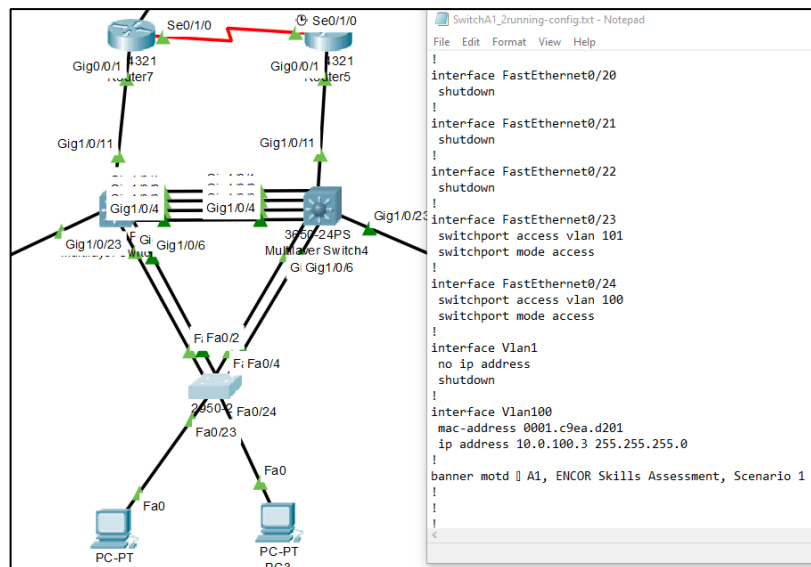 Se0/1/0
Se0/1/0
4321
Gig0/0/1
Router7
4321
Gig0/0/1
Router5
Gig1/0/11
Gig1/0/11
Gig1/0/4
Gig1/0/4
3650-24PS
Multilayer Switch4
Gig1/0/23
Gig1/0/23
Gig1/0/6
Gig1/0/6
Fa0/2
Fa0/4
Fa0/24
Fa0/23
Fa0
Fa0
PC-PT
PC-PT
SwitchA1_2running-config.txt - Notepad
File Edit Format View Help
!
interface FastEthernet0/20
shutdown
!
interface FastEthernet0/21
shutdown
!
interface FastEthernet0/22
shutdown
!
interface FastEthernet0/23
switchport access vlan 101
switchport mode access
!
interface FastEthernet0/24
switchport access vlan 100
switchport mode access
!
interface Vlan1
no ip address
shutdown
!
interface Vlan100
mac-address 0001.c9ea.d201
ip address 10.0.100.3 255.255.255.0
!
banner motd ▯ A1, ENCOR Skills Assessment, Scenario 1
!
!
!